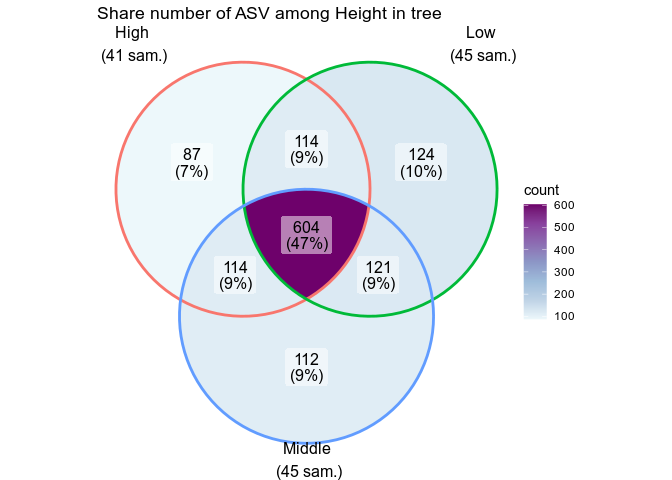 Share number of ASV among Height in tree
High
(41 sam.)
Low
(45 sam.)
87
(7%)
114
(9%)
124
(10%)
604
(47%)
114
(9%)
121
(9%)
112
(9%)
Middle
(45 sam.)
count
600
500
400
300
200
100